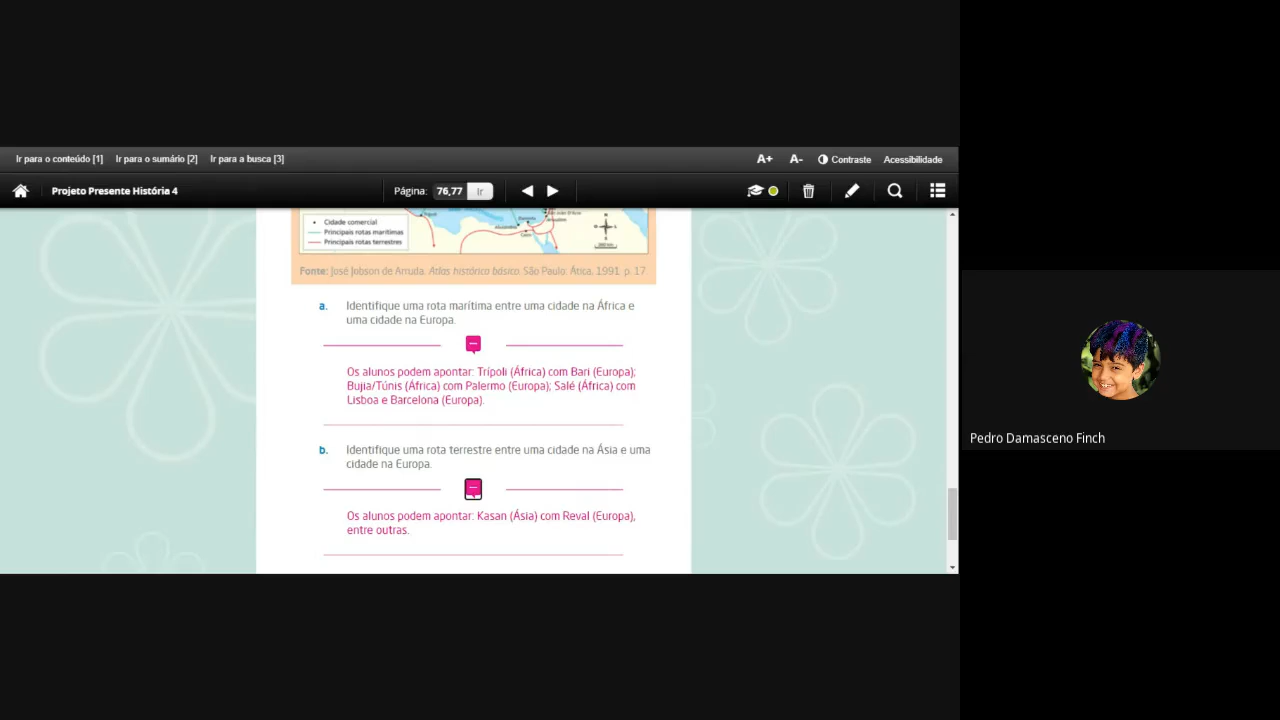 Ir para o conteúdo [1] Ir para o sumário [2] Ir para a busca [3] A+ A- Contraste Acessibilidade
Projeto Presente História 4 Página: 76,77 Ir
Trípoli
Cairo
Cidade comercial
Principais rotas marítimas
Principais rotas terrestres
Fonte: José Jobson de Arruda. Atlas histórico básico. São Paulo: Ática, 1991. p. 17
a. Identifique uma rota marítima entre uma cidade na África e
uma cidade na Europa.
Os alunos podem apontar: Trípoli (África) com Bari (Europa);
Bujia/Túnis (África) com Palermo (Europa); Salé (África) com
Lisboa e Barcelona (Europa).
b. Identifique uma rota terrestre entre uma cidade na Ásia e uma
cidade na Europa.
Os alunos podem apontar: Kasan (Ásia) com Reval (Europa),
entre outras.
Pedro Damasceno Finch